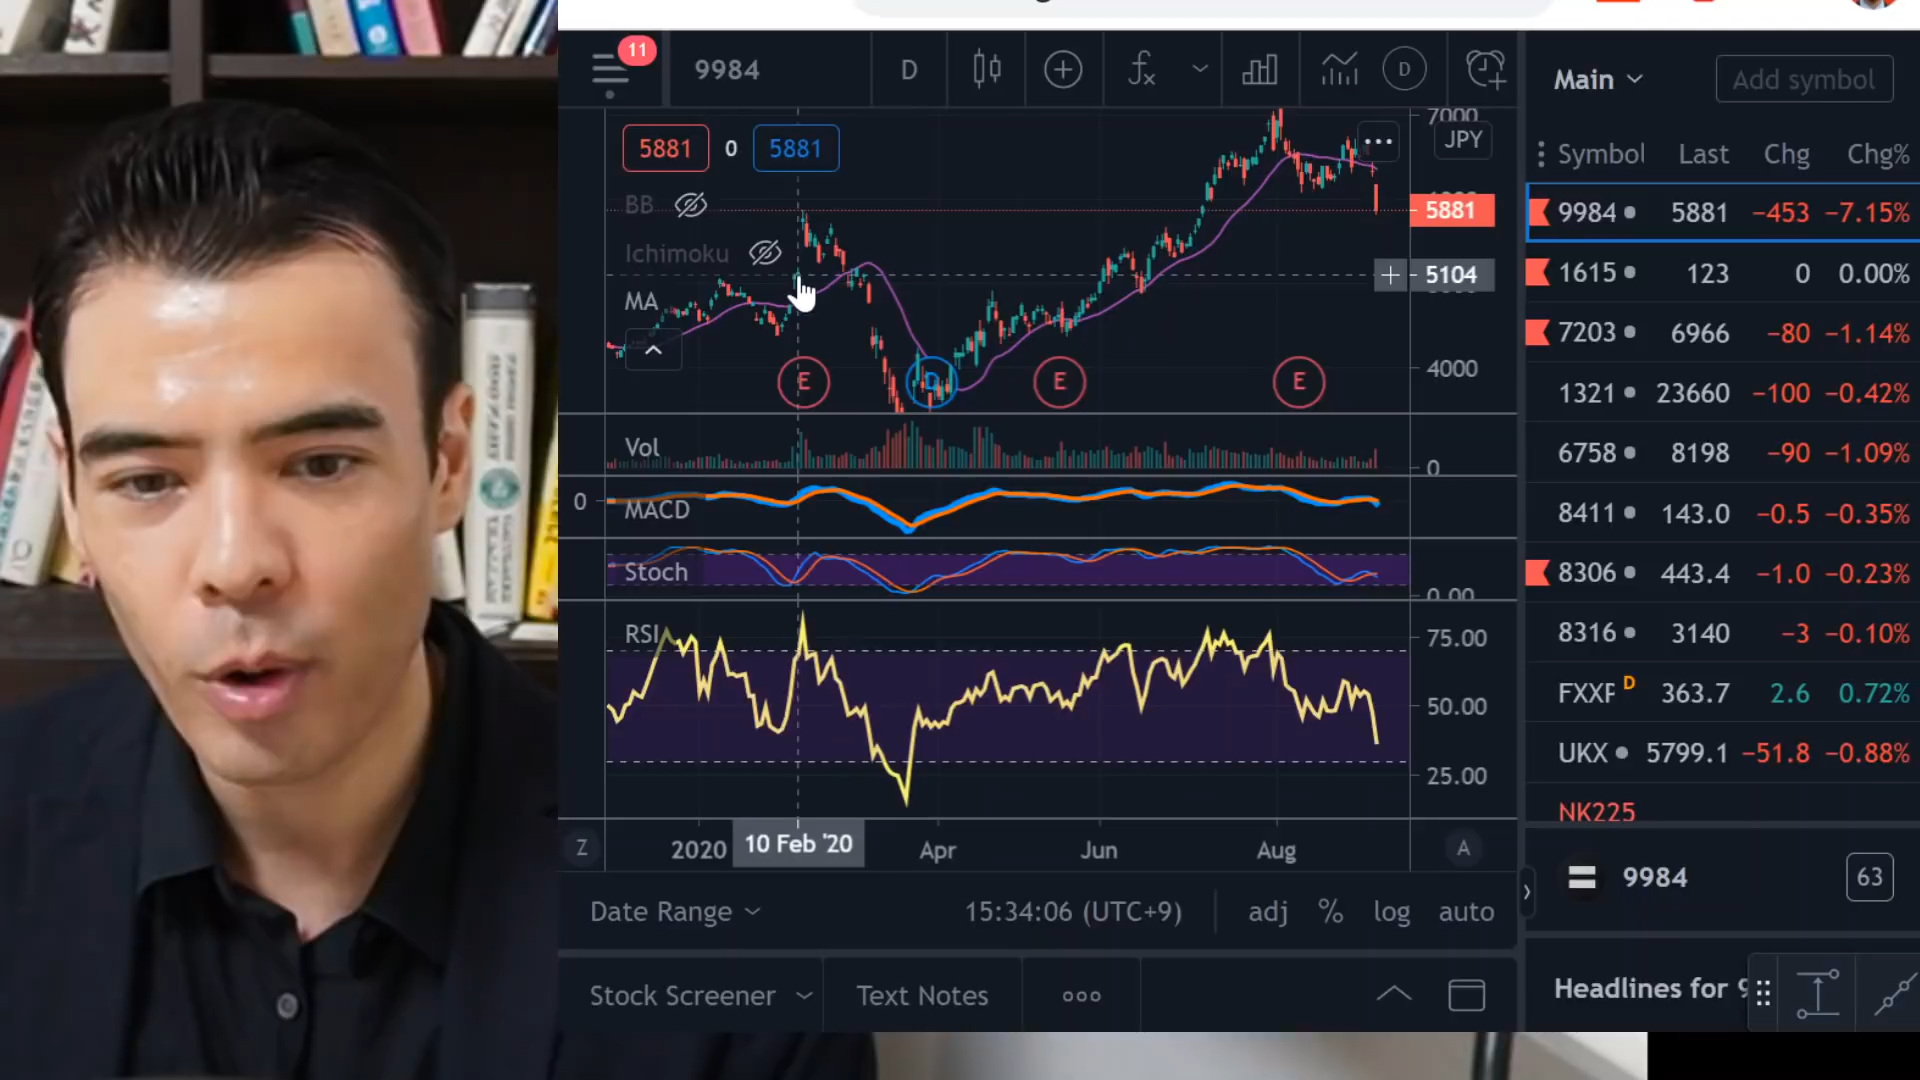 11
9984
D
D
Main
Add symbol
5881
0
5881
7000
JPY
BB
Ichimoku
MA
5881
5104
4000
E
D
E
E
Vol
0
0
MACD
Stoch
0.00
RSI
75.00
50.00
25.00
Z
2020
10 Feb '20
Apr
Jun
Aug
A
Date Range
15:34:06 (UTC+9)
adj
%
log
auto
Stock Screener
Text Notes
Symbol Last Chg Chg%
9984 5881 −453 −7.15%
1615 123 0 0.00%
7203 6966 −80 −1.14%
1321 23660 −100 −0.42%
6758 8198 −90 −1.09%
8411 143.0 −0.5 −0.35%
8306 443.4 −1.0 −0.23%
8316 3140 −3 −0.10%
FXXP D 363.7 2.6 0.72%
UKX 5799.1 −51.8 −0.88%
NK225
9984
63
Headlines for 9